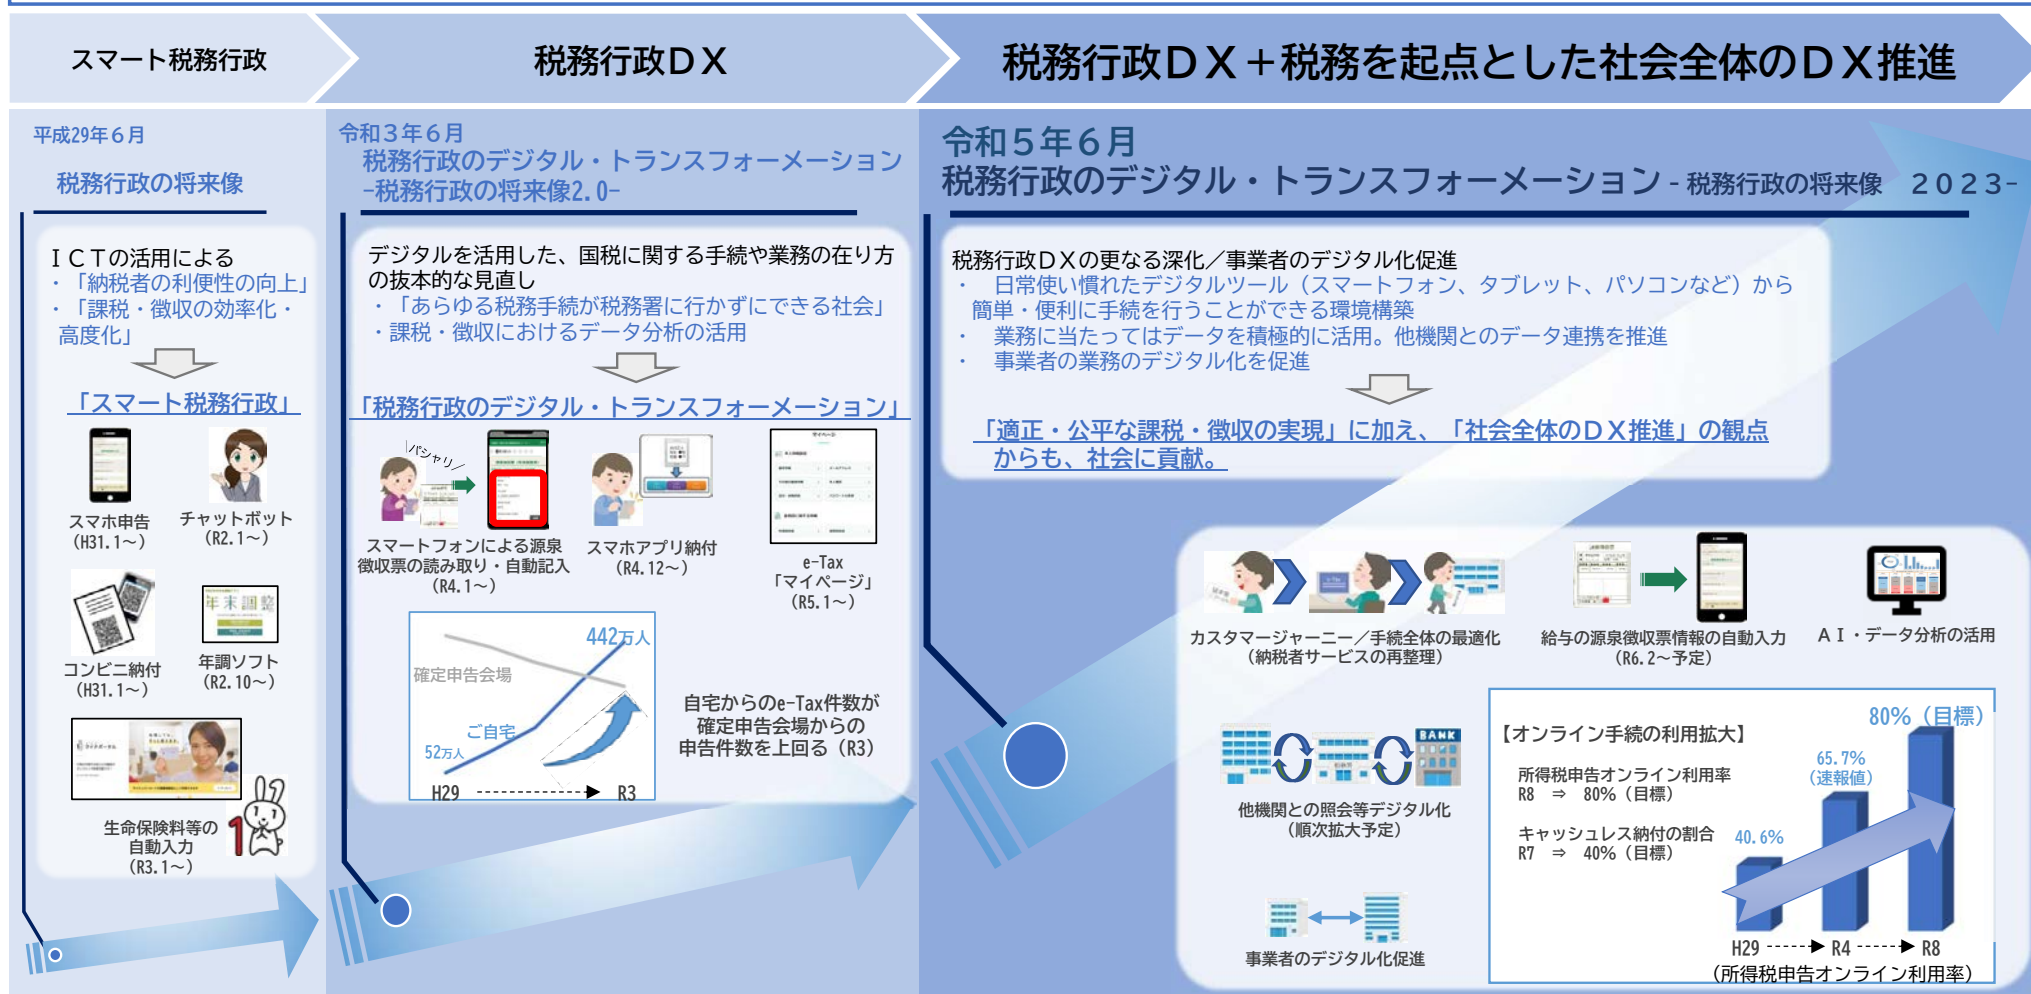 スマート税務行政
税務行政ＤＸ
税務行政ＤＸ＋税務を起点とした社会全体のＤＸ推進
平成29年６月
税務行政の将来像
ＩＣＴの活用による
・「納税者の利便性の向上」
・「課税・徴収の効率化・
高度化」
「スマート税務行政」
スマホ申告
（H31.1～）
チャットボット
（R2.1～）
コンビニ納付
（H31.1～）
年末調整
年調ソフト
（R2.10～）
生命保険料等の
自動入力
（R3.1～）
令和３年６月
税務行政のデジタル・トランスフォーメーション
-税務行政の将来像2.0-
デジタルを活用した、国税に関する手続や業務の在り方
の抜本的な見直し
・「あらゆる税務手続が税務署に行かずにできる社会」
・課税・徴収におけるデータ分析の活用
「税務行政のデジタル・トランスフォーメーション」
パシャリ
スマートフォンによる源泉
徴収票の読み取り・自動記入
（R4.1～）
スマホアプリ納付
（R4.12～）
マイページ
e-Tax
「マイページ」
（R5.1～）
442万人
確定申告会場
ご自宅
52万人
H29
R3
自宅からのe-Tax件数が
確定申告会場からの
申告件数を上回る（R3）
令和５年６月
税務行政のデジタル・トランスフォーメーション -税務行政の将来像　２０２３-
税務行政ＤＸの更なる深化／事業者のデジタル化促進
・　日常使い慣れたデジタルツール（スマートフォン、タブレット、パソコンなど）から
簡単・便利に手続を行うことができる環境構築
・　業務に当たってはデータを積極的に活用。他機関とのデータ連携を推進
・　事業者の業務のデジタル化を促進
「適正・公平な課税・徴収の実現」に加え、「社会全体のＤＸ推進」の観点
からも、社会に貢献。
カスタマージャーニー／手続全体の最適化
（納税者サービスの再整理）
給与の源泉徴収票情報の自動入力
（R6.2～予定）
ＡＩ・データ分析の活用
BANK
他機関との照会等デジタル化
（順次拡大予定）
事業者のデジタル化促進
【オンライン手続の利用拡大】
所得税申告オンライン利用率
R8　⇒　80%（目標）
キャッシュレス納付の割合
R7　⇒　40%（目標）
40.6%
65.7%
（速報値）
80%（目標）
H29
R4
R8
（所得税申告オンライン利用率）